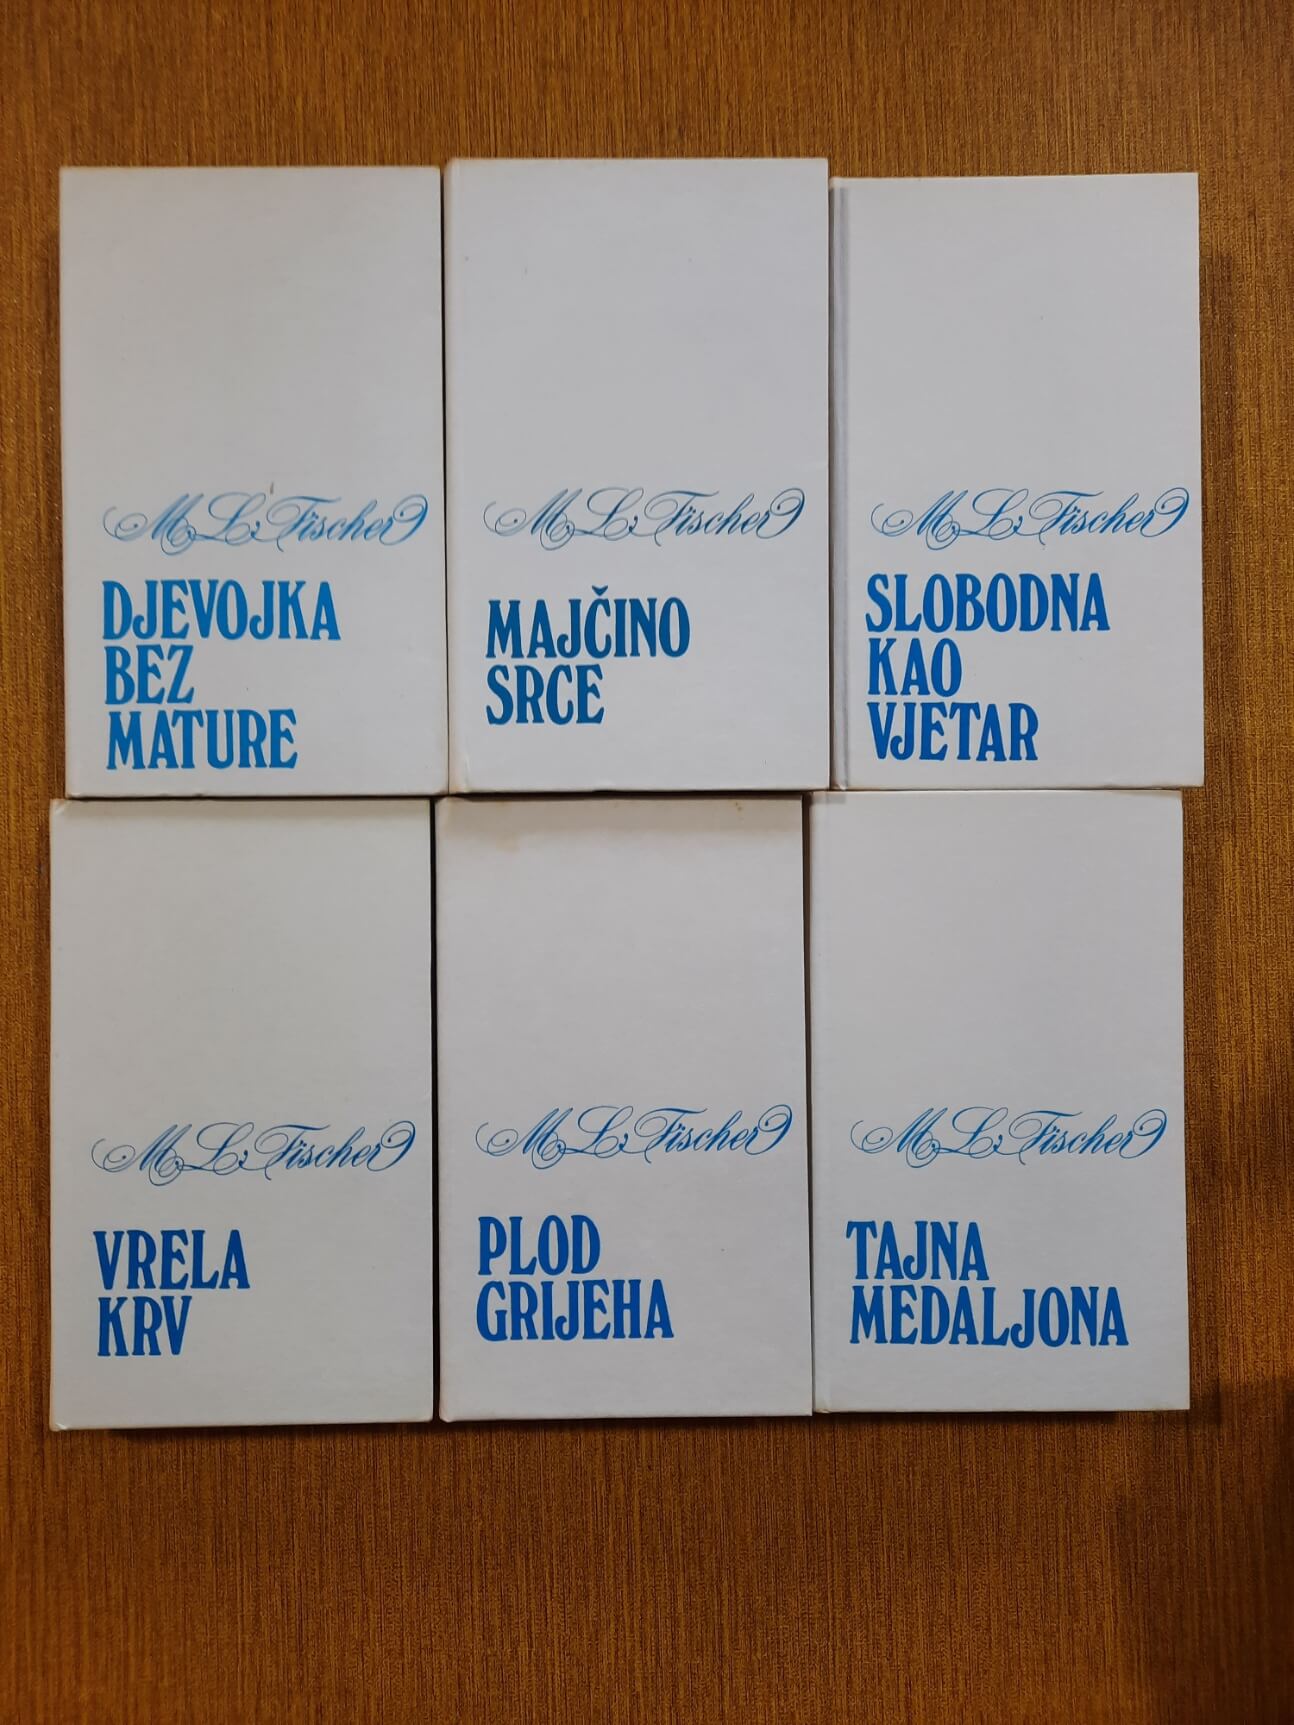 M. L. Fischer
DJEVOJKA
BEZ
MATURE
M. L. Fischer
MAJČINO
SRCE
M. L. Fischer
SLOBODNA
KAO
VJETAR
M. L. Fischer
VRELA
KRV
M. L. Fischer
PLOD
GRIJEHA
M. L. Fischer
TAJNA
MEDALJONA